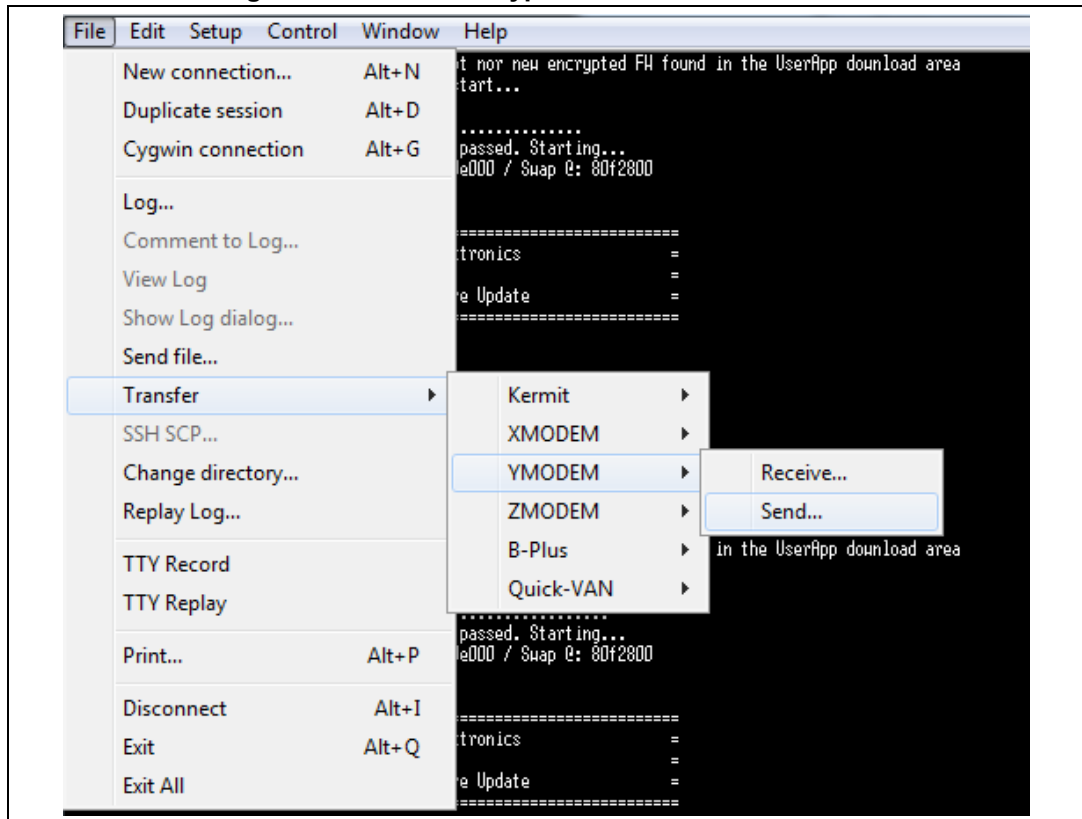 File Edit Setup Control Window Help
New connection... Alt+N
Duplicate session Alt+D
Cygwin connection Alt+G
Log...
Comment to Log...
View Log
Show Log dialog...
Send file...
Transfer
SSH SCP...
Change directory...
Replay Log...
TTY Record
TTY Replay
Print... Alt+P
Disconnect Alt+I
Exit Alt+Q
Exit All
Kermit
XMODEM
YMODEM
ZMODEM
B-Plus
Quick-VAN
Receive...
Send...
t nor new encrypted FW found in the UserApp download area
tart...
..............
passed. Starting...
de000 / Swap @: 80f2800
==========================
tronics =
=
e Update =
==========================
in the UserApp download area
passed. Starting...
de000 / Swap @: 80f2800
==========================
tronics =
=
e Update =
==========================